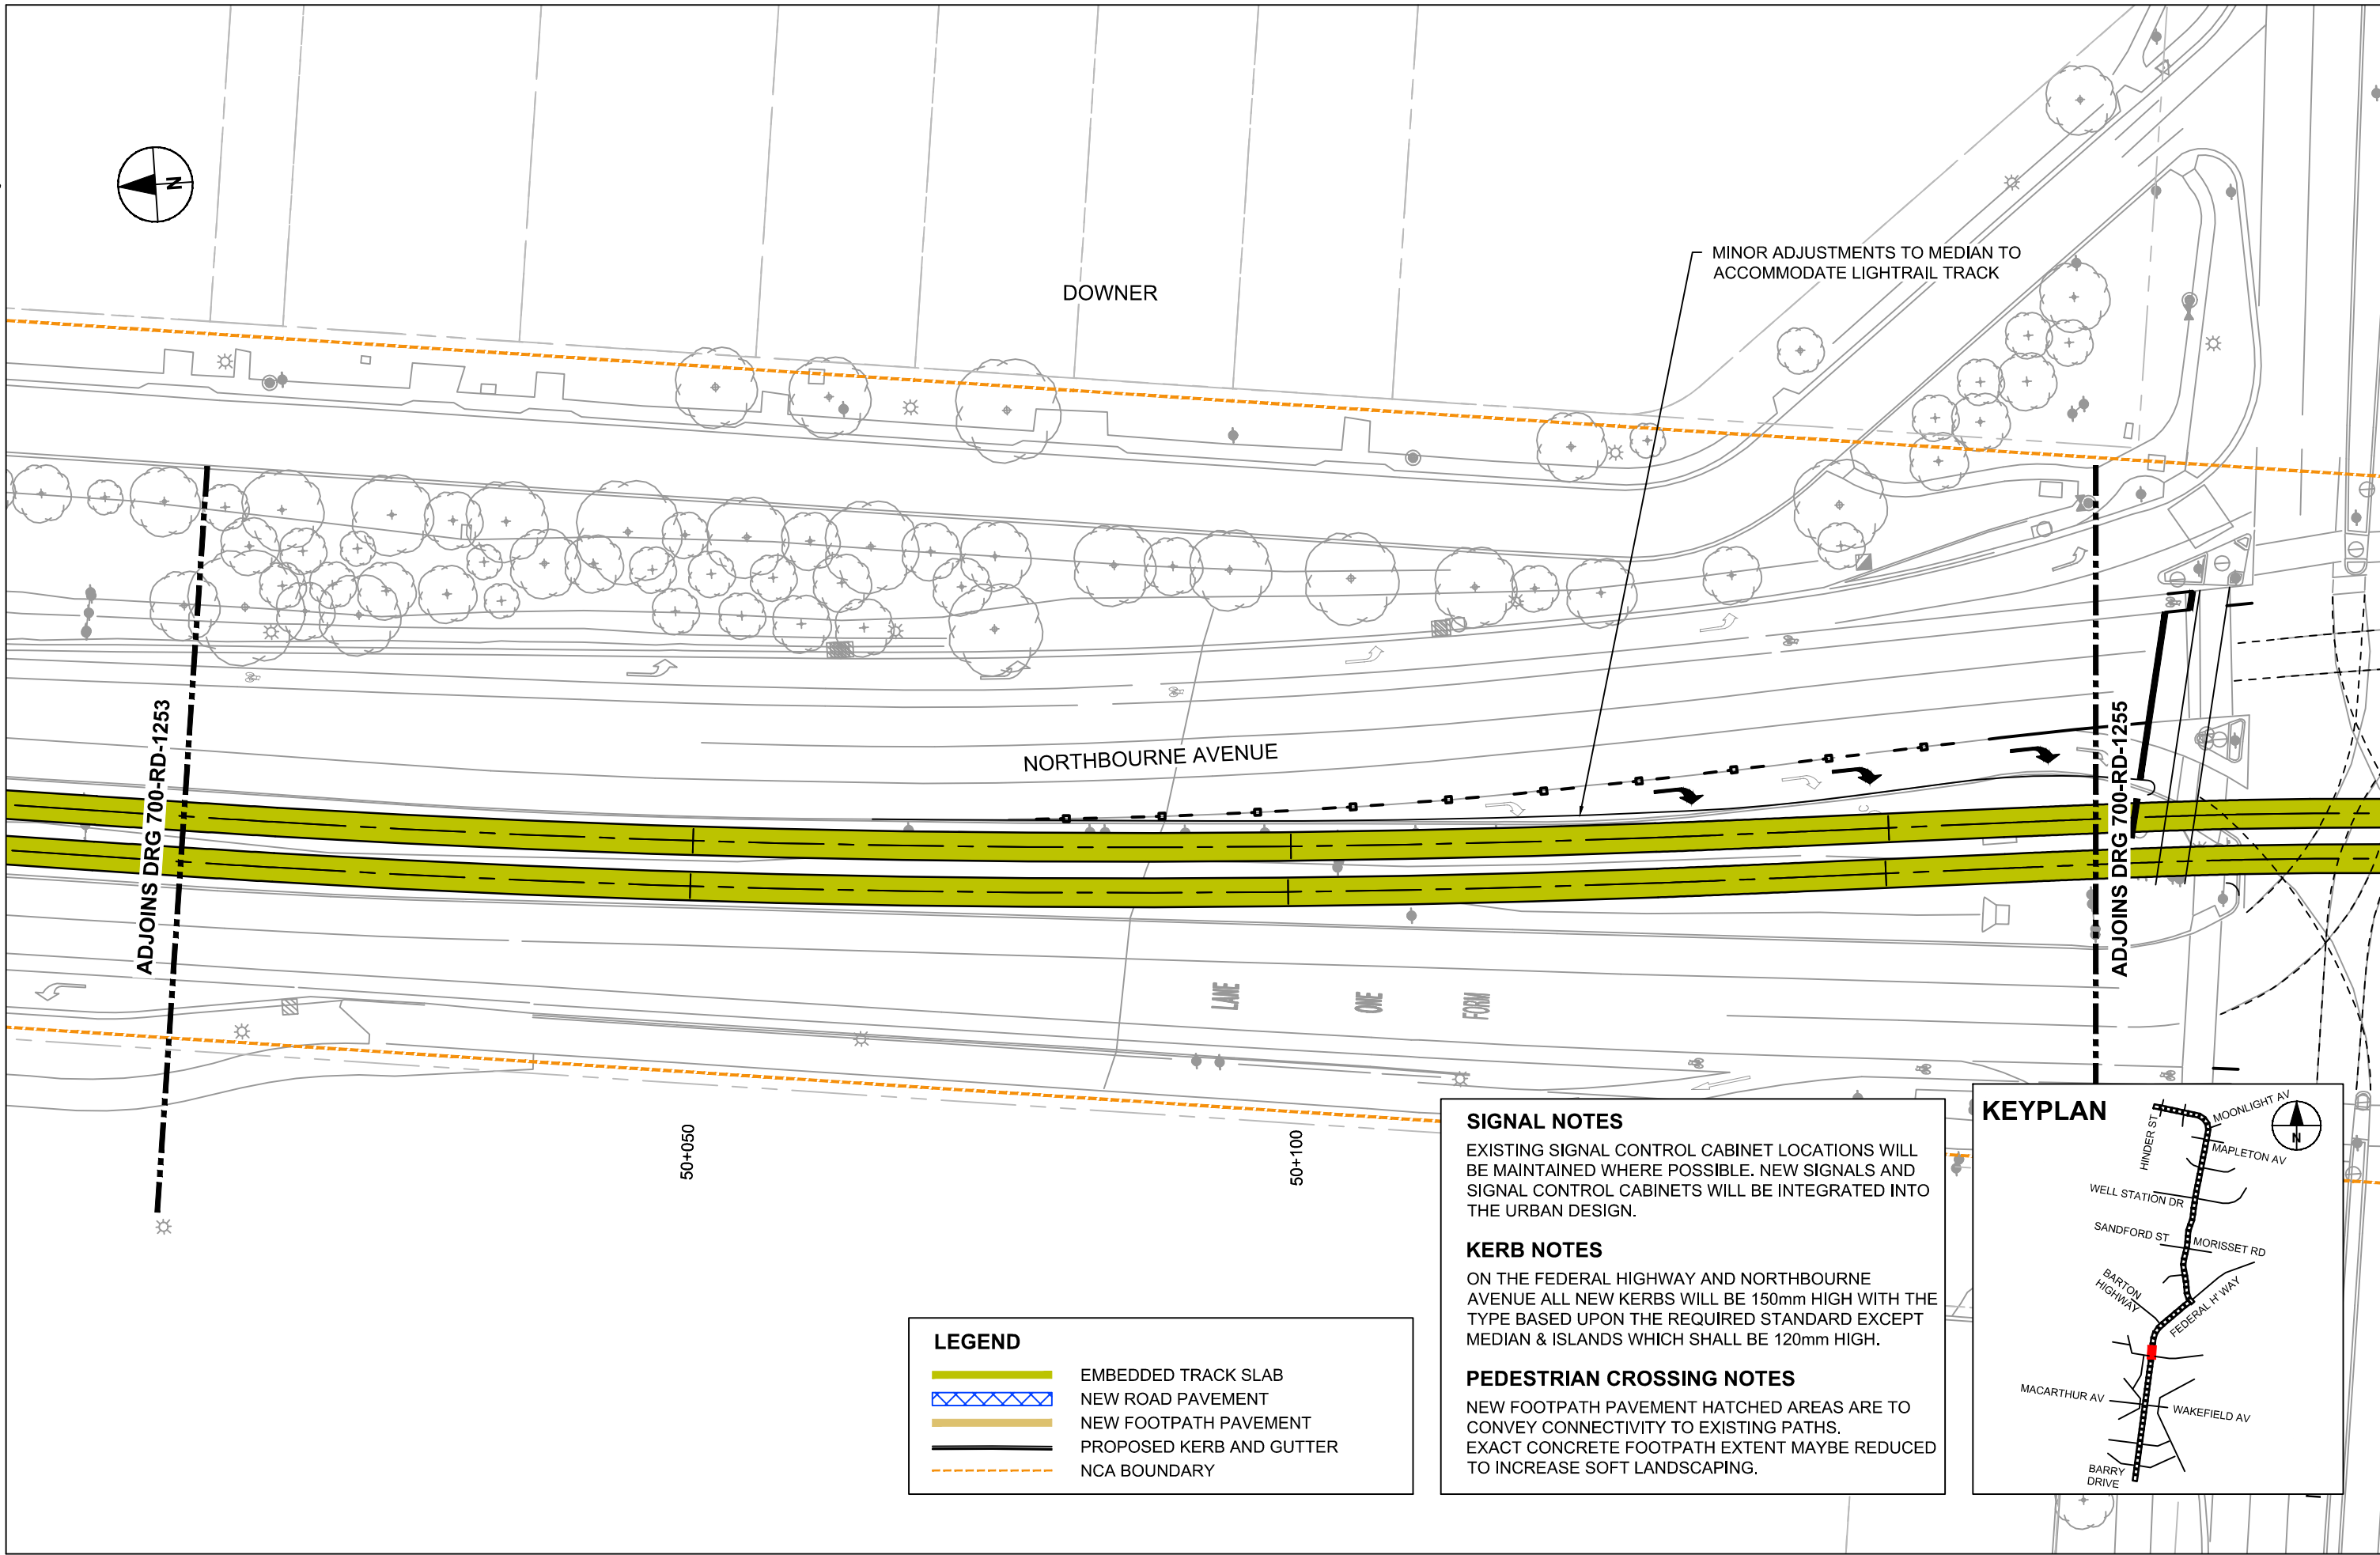 N
DOWNER
MINOR ADJUSTMENTS TO MEDIAN TO
ACCOMMODATE LIGHTRAIL TRACK
NORTHBOURNE AVENUE
ADJOINS DRG 700-RD-1253
ADJOINS DRG 700-RD-1255
LANE
ONE
FORM
50+050
50+100
LEGEND
EMBEDDED TRACK SLAB
NEW ROAD PAVEMENT
NEW FOOTPATH PAVEMENT
PROPOSED KERB AND GUTTER
NCA BOUNDARY
SIGNAL NOTES
EXISTING SIGNAL CONTROL CABINET LOCATIONS WILL
BE MAINTAINED WHERE POSSIBLE. NEW SIGNALS AND
SIGNAL CONTROL CABINETS WILL BE INTEGRATED INTO
THE URBAN DESIGN.
KERB NOTES
ON THE FEDERAL HIGHWAY AND NORTHBOURNE
AVENUE ALL NEW KERBS WILL BE 150mm HIGH WITH THE
TYPE BASED UPON THE REQUIRED STANDARD EXCEPT
MEDIAN & ISLANDS WHICH SHALL BE 120mm HIGH.
PEDESTRIAN CROSSING NOTES
NEW FOOTPATH PAVEMENT HATCHED AREAS ARE TO
CONVEY CONNECTIVITY TO EXISTING PATHS.
EXACT CONCRETE FOOTPATH EXTENT MAYBE REDUCED
TO INCREASE SOFT LANDSCAPING.
KEYPLAN
N
MOONLIGHT AV
HINDER ST
MAPLETON AV
WELL STATION DR
SANDFORD ST
MORISSET RD
BARTON
HIGHWAY
FEDERAL H'WAY
MACARTHUR AV
WAKEFIELD AV
BARRY
DRIVE